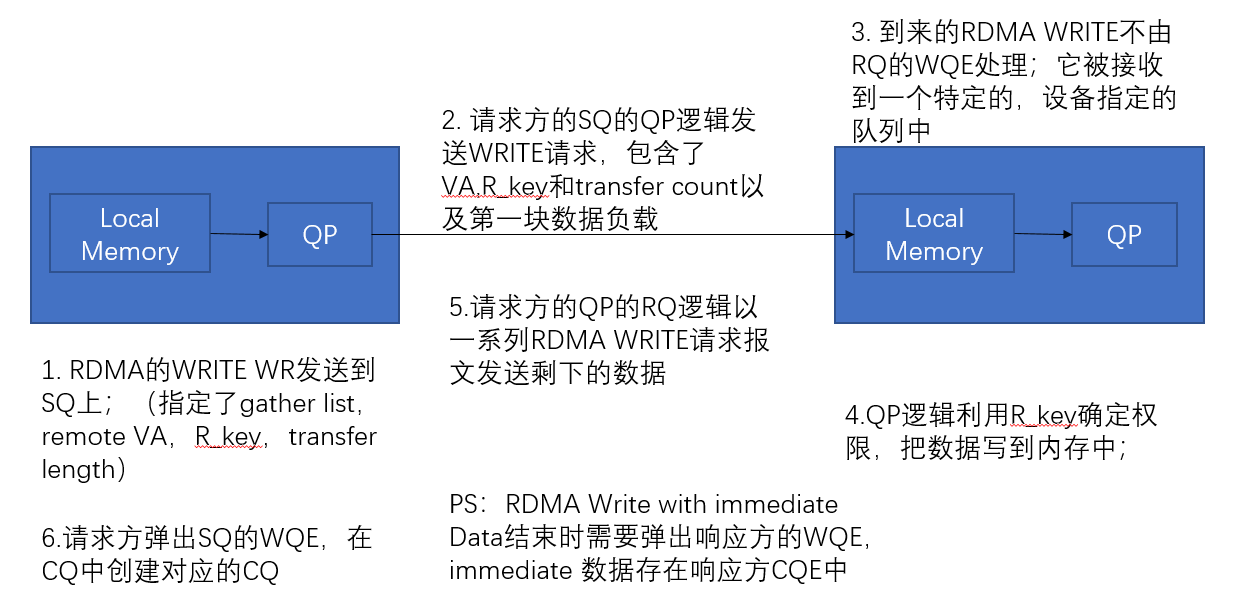 3. 到来的RDMA WRITE不由
RQ的WQE处理；它被接收
到一个特定的，设备指定的
队列中
2. 请求方的SQ的QP逻辑发
送WRITE请求，包含了
VA,R_key和transfer count以
及第一块数据负载
Local
Memory
QP
Local
Memory
QP
5.请求方的QP的RQ逻辑以
一系列RDMA WRITE请求报
文发送剩下的数据
1. RDMA的WRITE WR发送到
SQ上；（指定了gather list，
remote VA，R_key，transfer
length）
4.QP逻辑利用R_key确定权
限，把数据写到内存中；
6.请求方弹出SQ的WQE，在
CQ中创建对应的CQ
PS：RDMA Write with immediate
Data结束时需要弹出响应方的WQE，
immediate 数据存在响应方CQE中